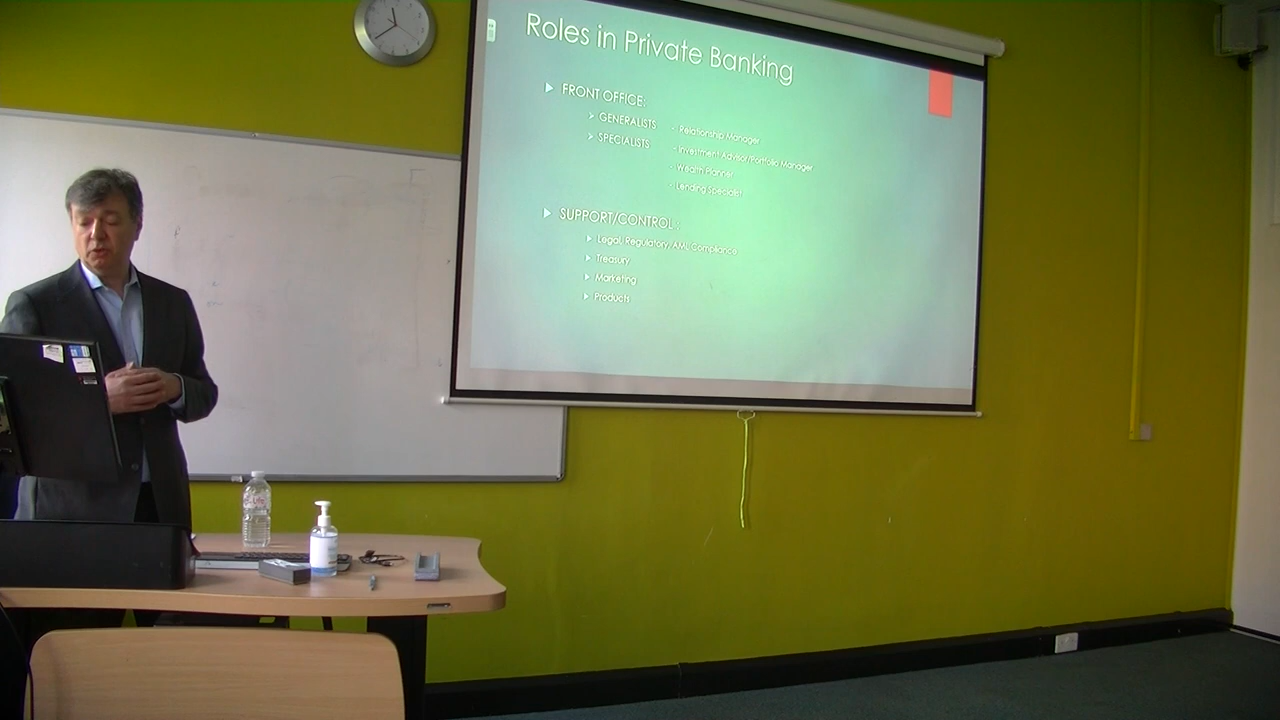 Roles in Private Banking
FRONT OFFICE:
GENERALISTS - Relationship Manager
SPECIALISTS - Investment Advisor/Portfolio Manager
- Wealth Planner
- Lending Specialist
SUPPORT/CONTROL :
Legal, Regulatory, AML Compliance
Treasury
Marketing
Products